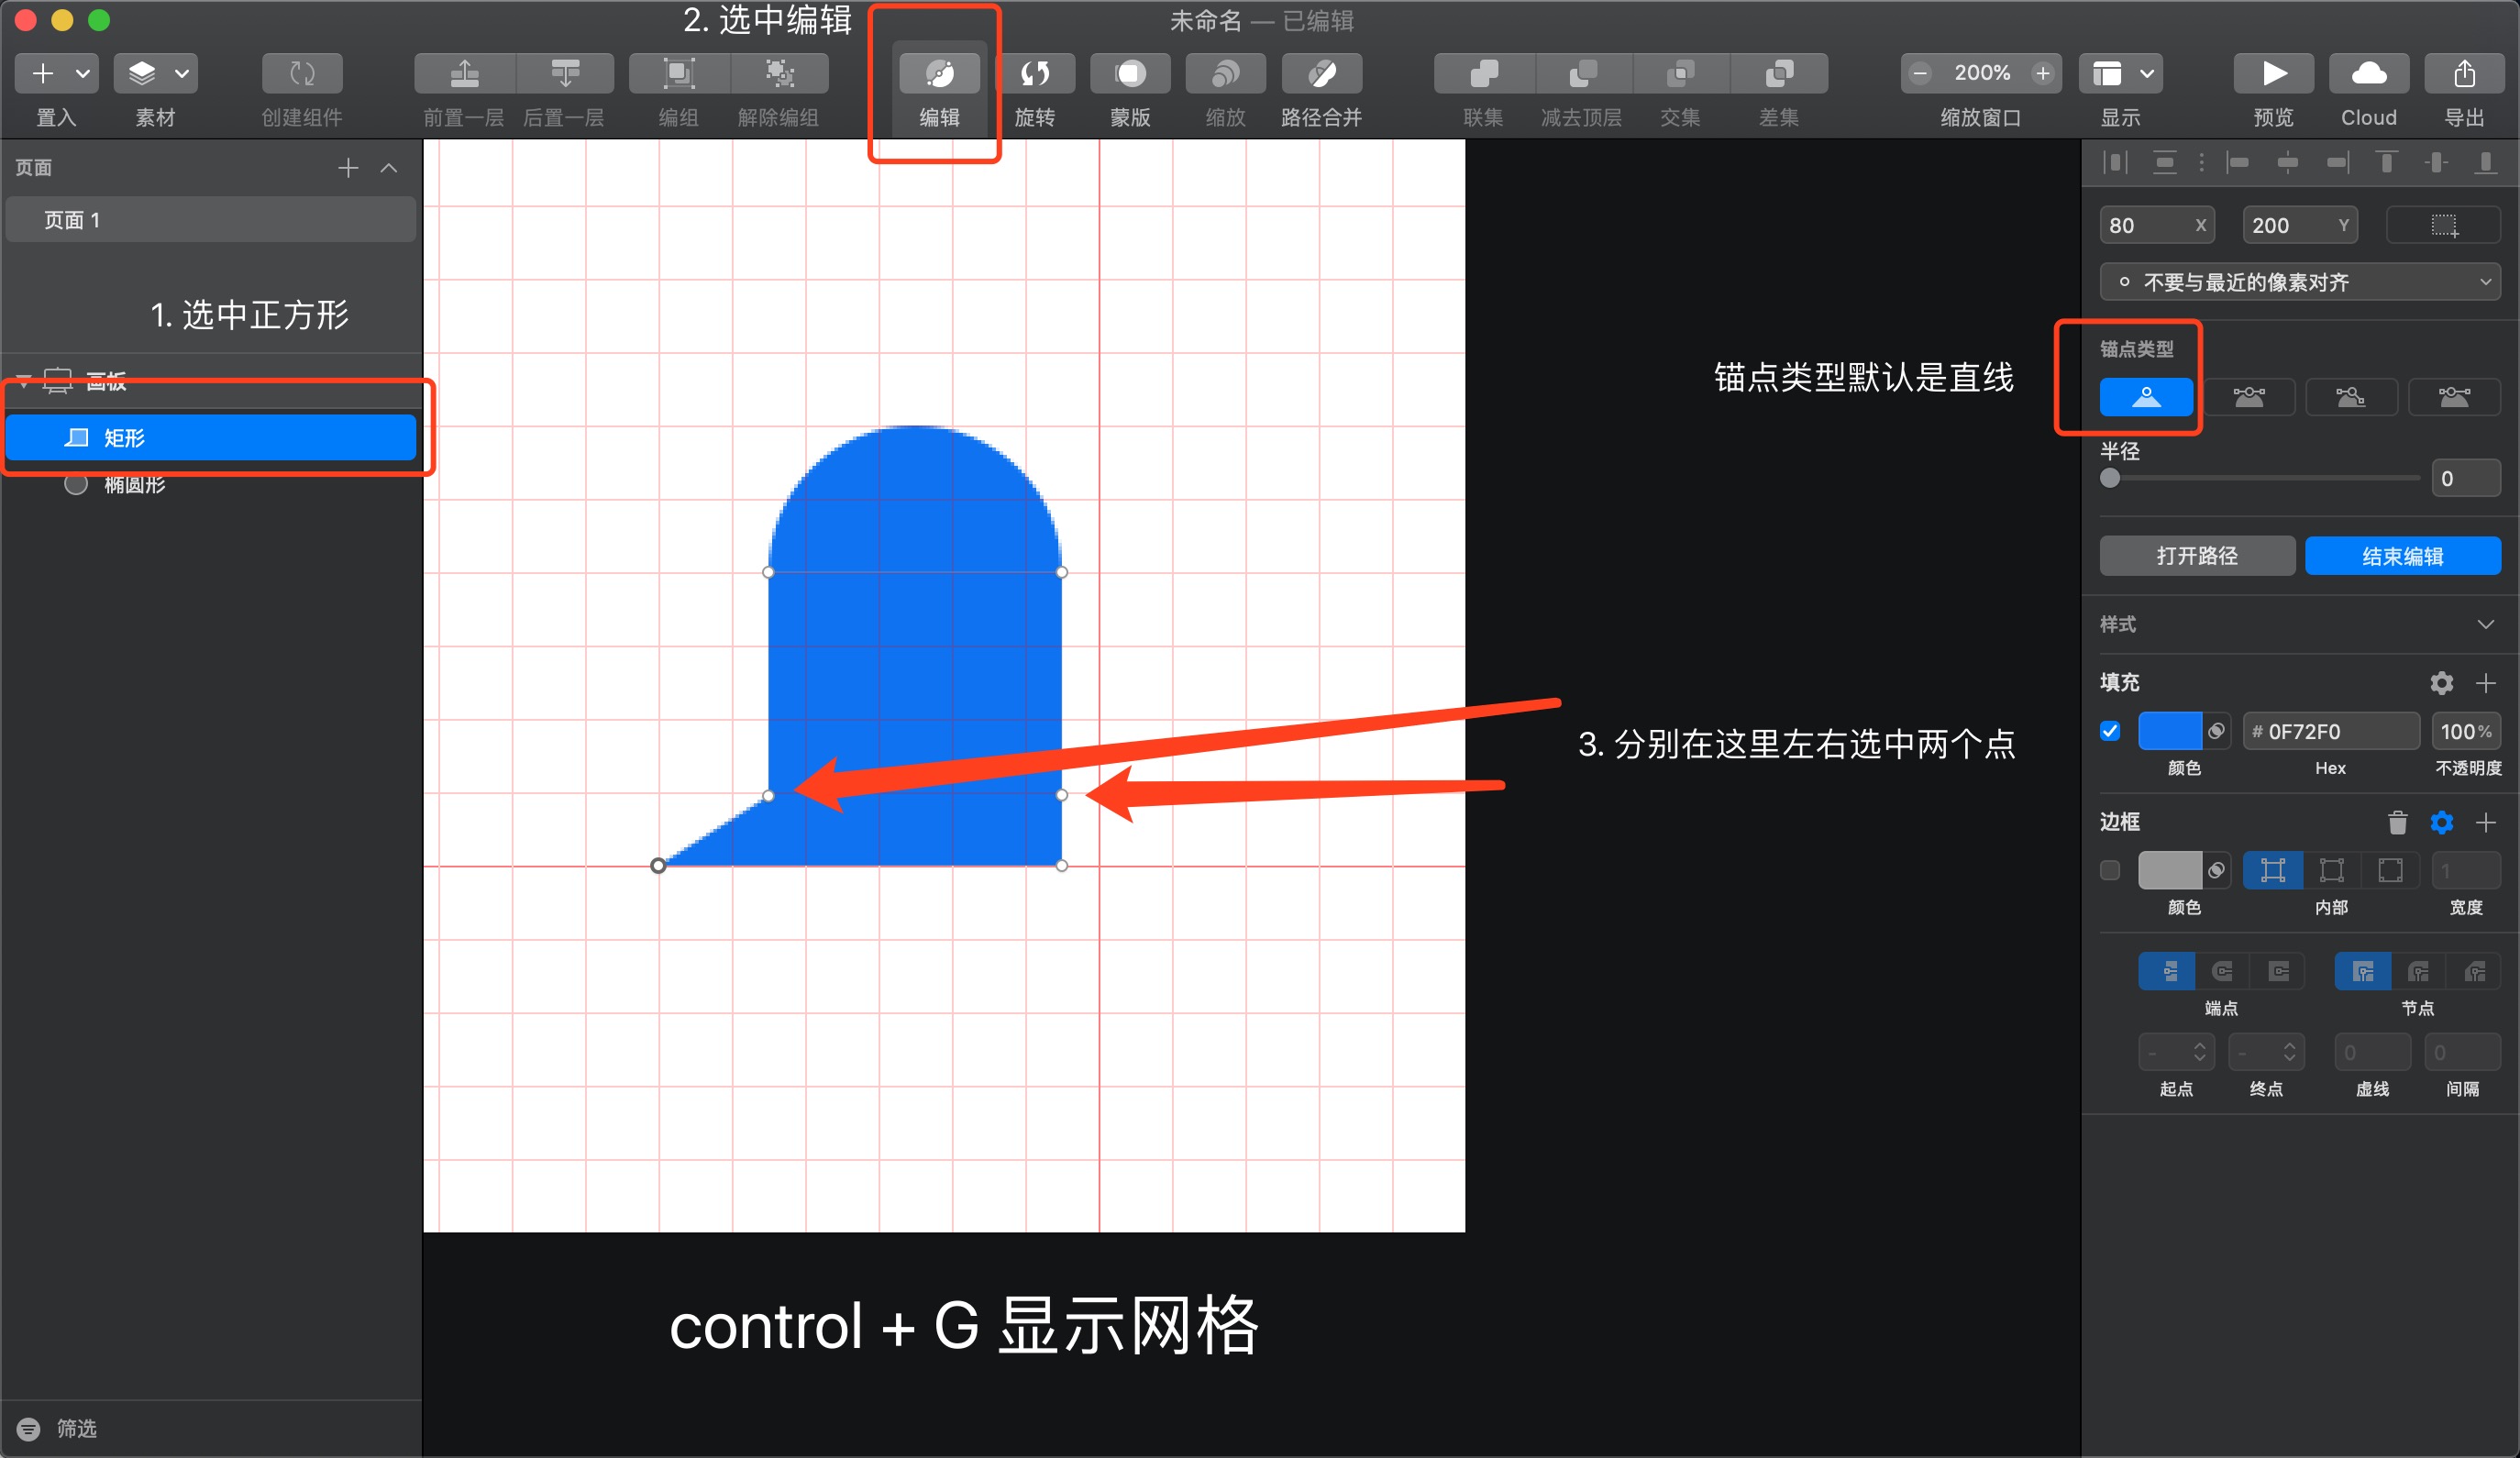 2. 选中编辑
未命名 — 已编辑
200%
置入
素材
创建组件
前置一层
后置一层
编组
解除编组
编辑
旋转
蒙版
缩放
路径合并
联集
减去顶层
交集
差集
缩放窗口
显示
预览
Cloud
导出
页面
页面 1
1. 选中正方形
画板
矩形
椭圆形
筛选
锚点类型默认是直线
3. 分别在这里左右选中两个点
control + G 显示网格
80 X
200 Y
不要与最近的像素对齐
锚点类型
半径
0
打开路径
结束编辑
样式
填充
# 0F72F0
100%
颜色
Hex
不透明度
边框
1
颜色
内部
宽度
端点
节点
-
-
0
0
起点
终点
虚线
间隔